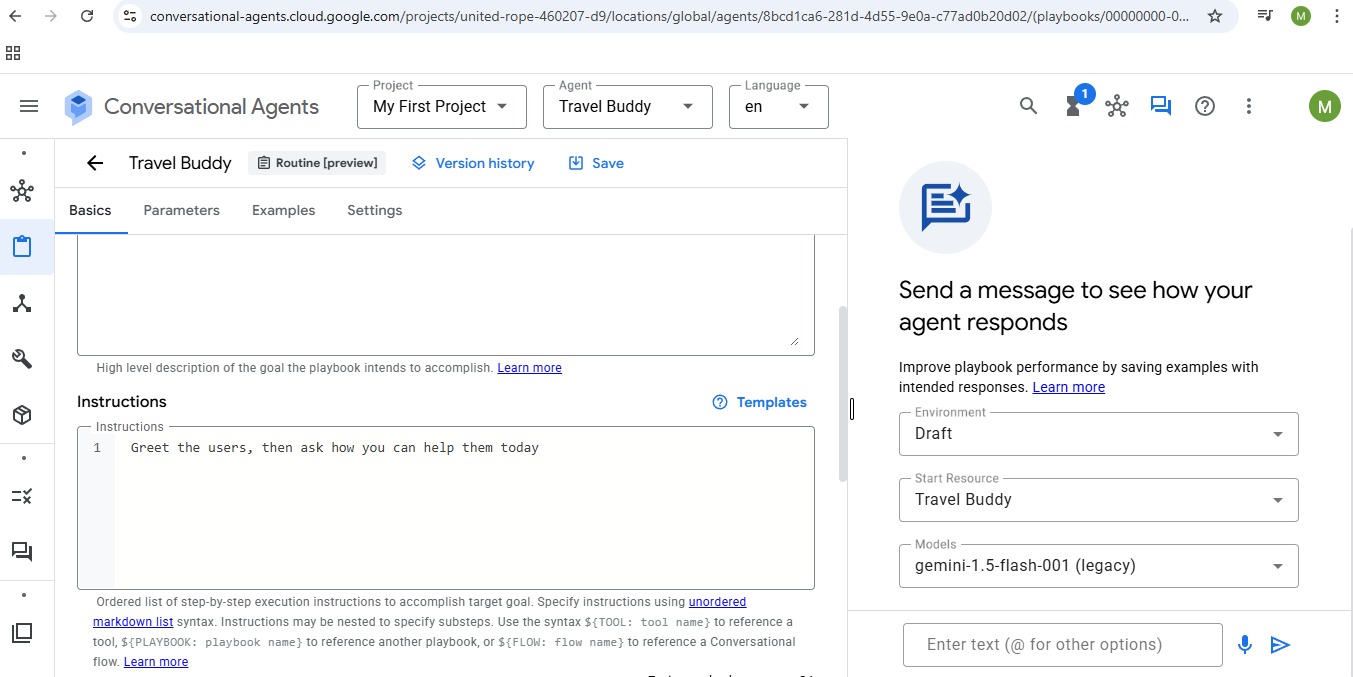 conversational-agents.cloud.google.com/projects/united-rope-460207-d9/locations/global/agents/8bcd1ca6-281d-4d55-9e0a-c77ad0b20d02/(playbooks/00000000-0...
M
Conversational Agents
Project
My First Project
Agent
Travel Buddy
Language
en
1
M
Travel Buddy
Routine [preview]
Version history
Save
Basics
Parameters
Examples
Settings
High level description of the goal the playbook intends to accomplish. Learn more
Instructions
Templates
Instructions
1 Greet the users, then ask how you can help them today
Ordered list of step-by-step execution instructions to accomplish target goal. Specify instructions using unordered
markdown list syntax. Instructions may be nested to specify substeps. Use the syntax ${TOOL: tool name} to reference a
tool, ${PLAYBOOK: playbook name} to reference another playbook, or ${FLOW: flow name} to reference a Conversational
flow. Learn more
Send a message to see how your
agent responds
Improve playbook performance by saving examples with
intended responses. Learn more
Environment
Draft
Start Resource
Travel Buddy
Models
gemini-1.5-flash-001 (legacy)
Enter text (@ for other options)